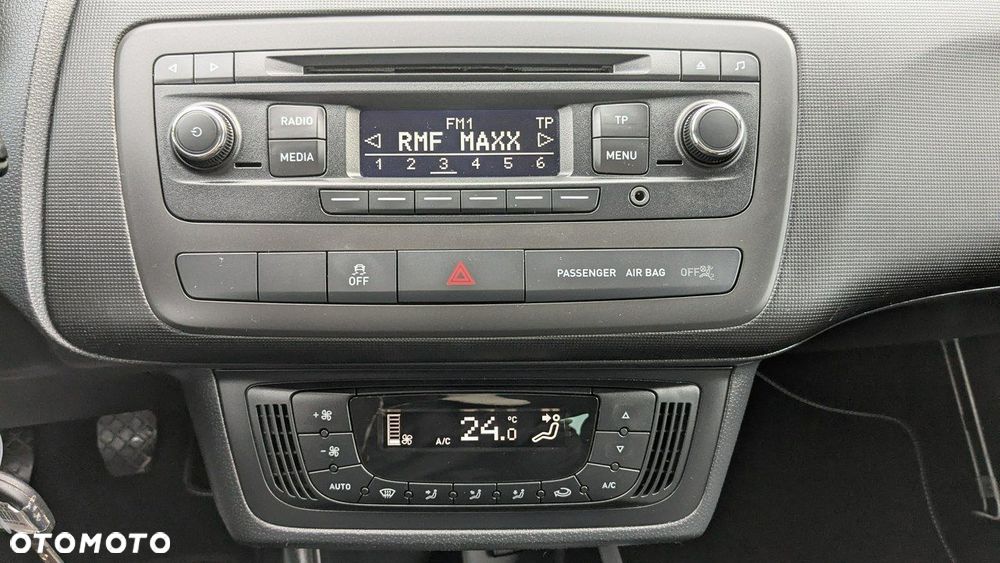 RADIO
MEDIA
FM1 TP
RMF MAXX
1 2 3 4 5 6
TP
MENU
OFF
PASSENGER AIR BAG OFF
A/C 24.0 °C
AUTO
A/C
OTOMOTO